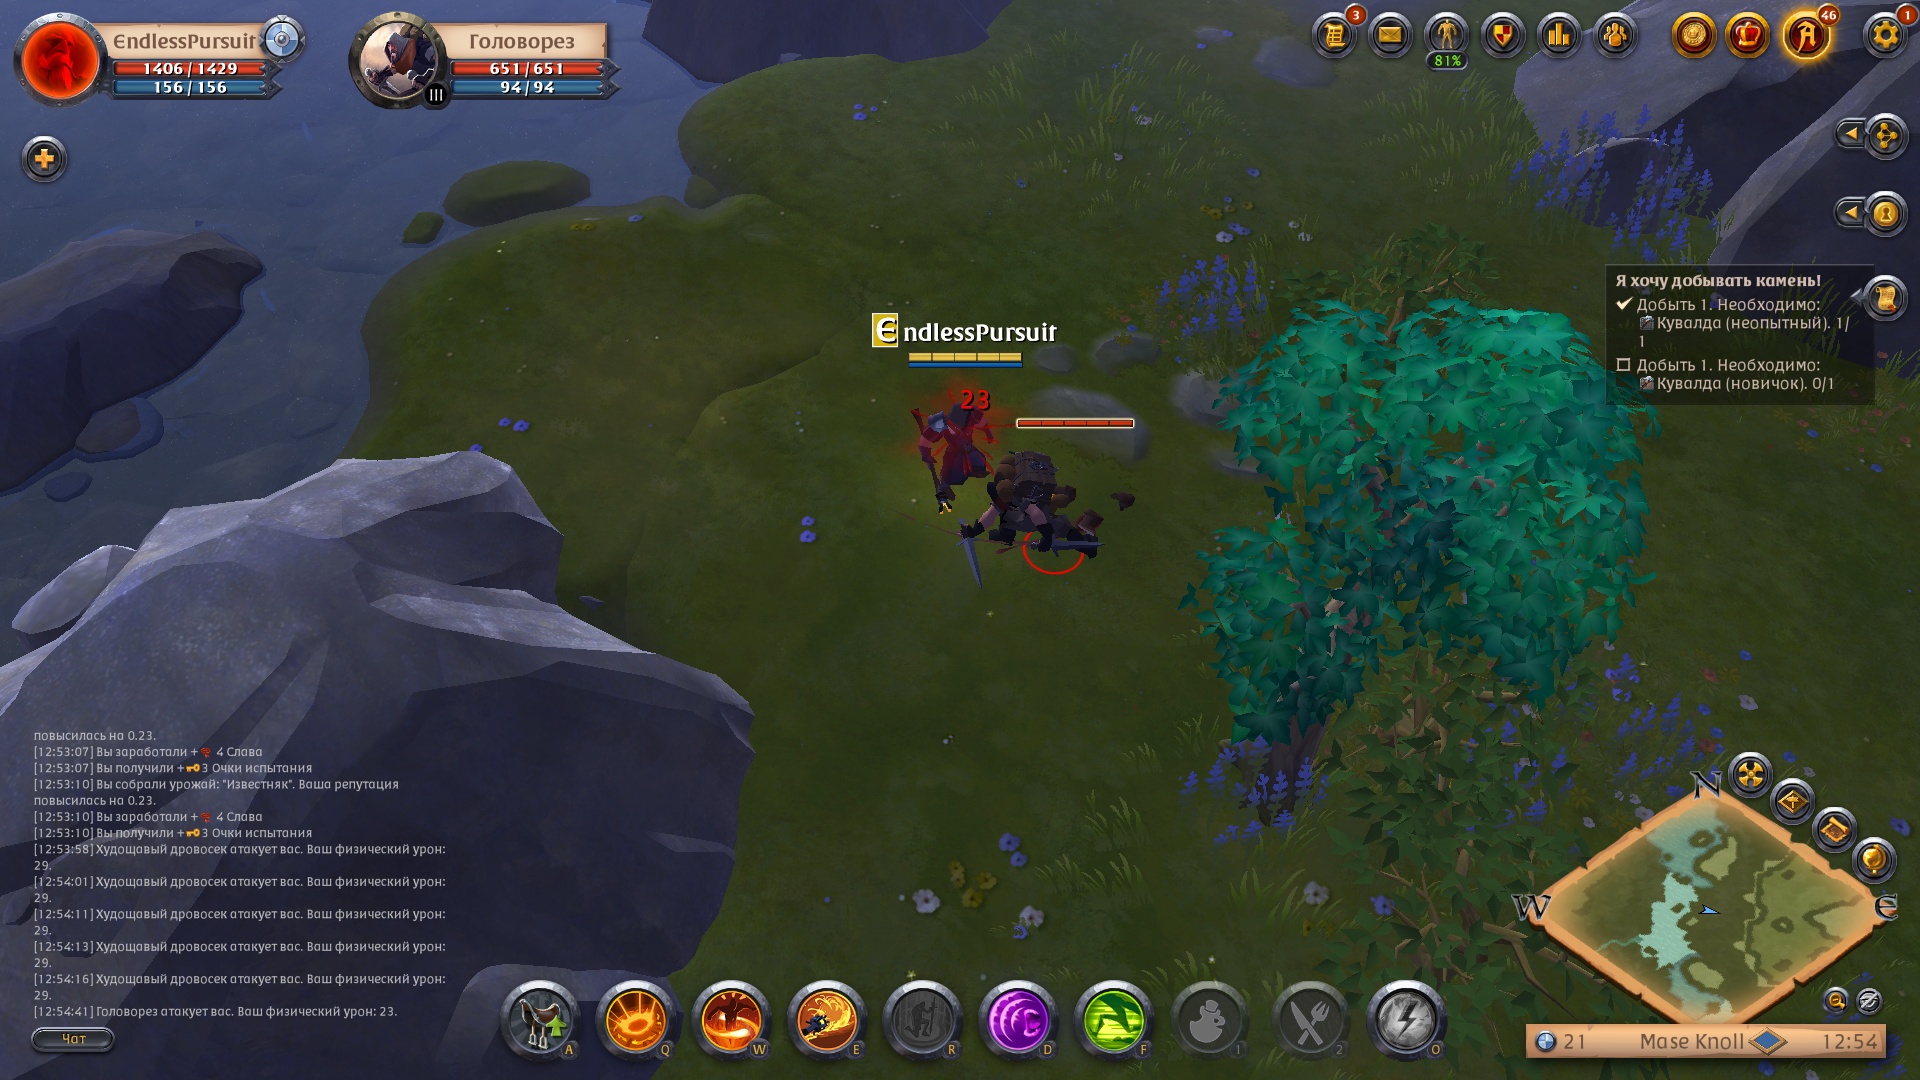 ЄndlessPursuit
1406 / 1429
156 / 156
Головорез
651 / 651
94 / 94
III
3
81%
46
1
Я хочу добывать камень!
Добыть 1. Необходимо:
Кувалда (неопытный). 1/
1
Добыть 1. Необходимо:
Кувалда (новичок). 0/1
ЄndlessPursuit
23
повысилась на 0.23.
[12:53:07] Вы заработали + 4 Слава
[12:53:07] Вы получили + 3 Очки испытания
[12:53:10] Вы собрали урожай: "Известняк". Ваша репутация
повысилась на 0.23.
[12:53:10] Вы заработали + 4 Слава
[12:53:10] Вы получили + 3 Очки испытания
[12:53:58] Худощавый дровосек атакует вас. Ваш физический урон:
29.
[12:54:01] Худощавый дровосек атакует вас. Ваш физический урон:
29.
[12:54:11] Худощавый дровосек атакует вас. Ваш физический урон:
29.
[12:54:13] Худощавый дровосек атакует вас. Ваш физический урон:
29.
[12:54:16] Худощавый дровосек атакует вас. Ваш физический урон:
29.
[12:54:41] Головорез атакует вас. Ваш физический урон: 23.
Чат
A
Q
W
E
R
D
F
1
2
O
N
W
Є
21
Mase Knoll
12:54